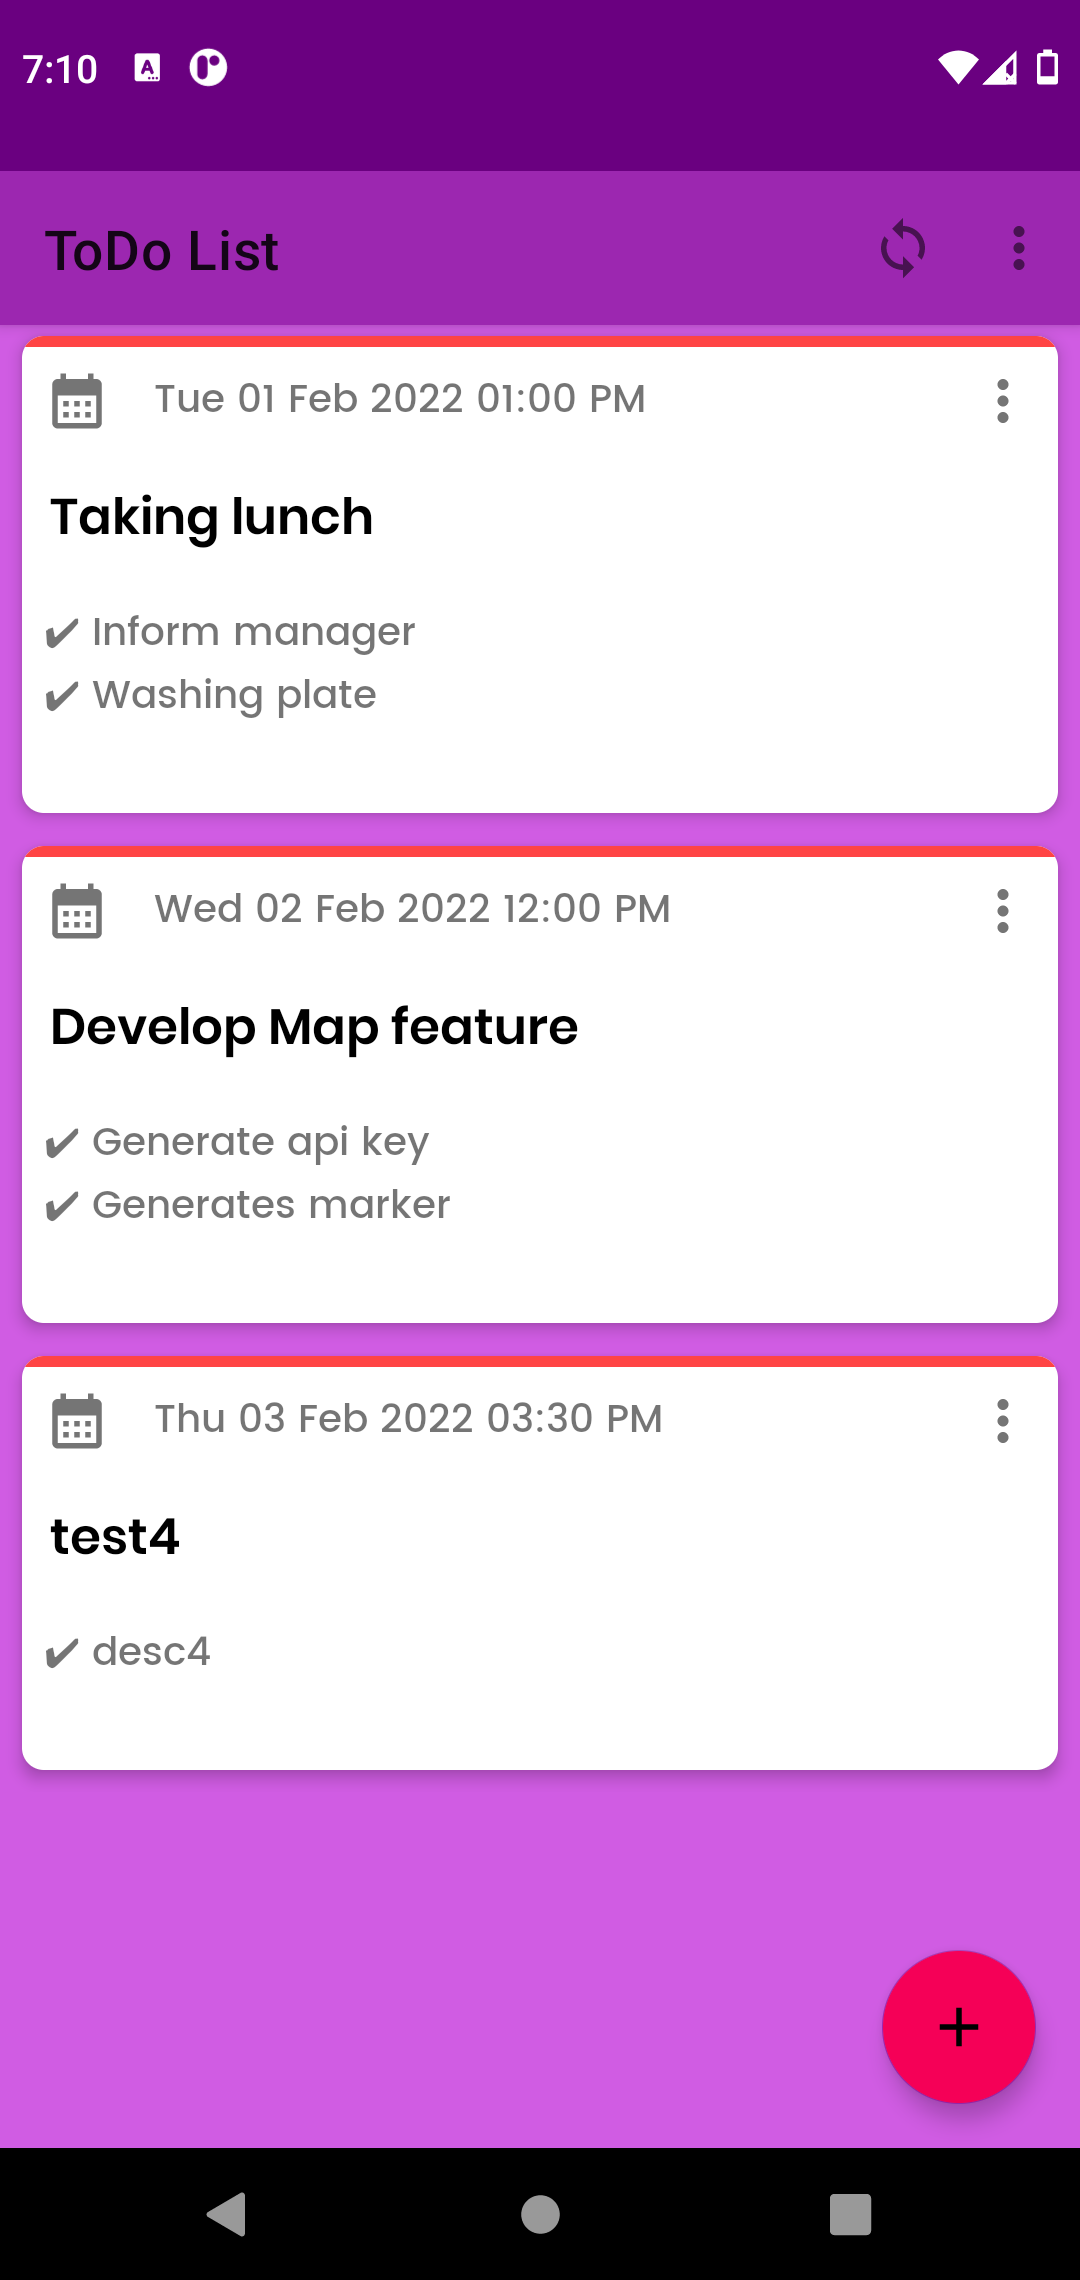 7:10
ToDo List
Tue 01 Feb 2022 01:00 PM
Taking lunch
✔ Inform manager
✔ Washing plate
Wed 02 Feb 2022 12:00 PM
Develop Map feature
✔ Generate api key
✔ Generates marker
Thu 03 Feb 2022 03:30 PM
test4
✔ desc4